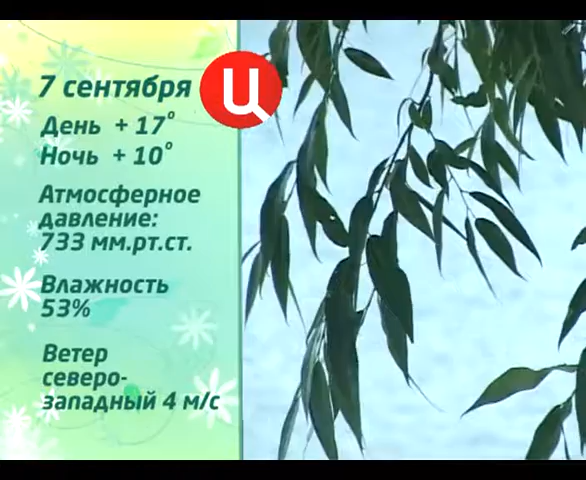 7 сентября
Ц
День +17°
Ночь +10°
Атмосферное
давление:
733 мм.рт.ст.
Влажность
53%
Ветер
северо-
западный 4 м/с